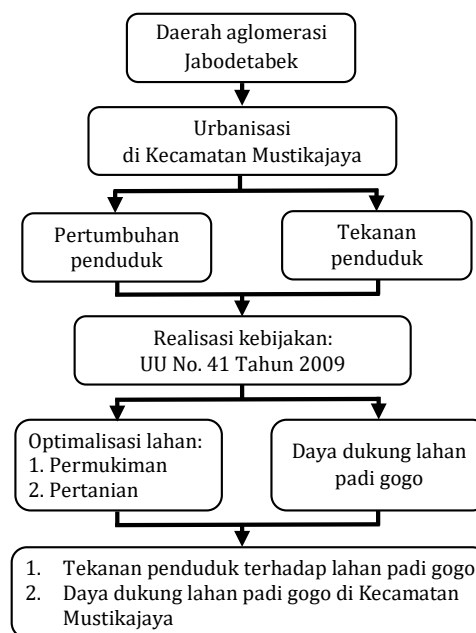 Daerah aglomerasi
Jabodetabek
Urbanisasi
di Kecamatan Mustikajaya
Pertumbuhan
penduduk
Tekanan
penduduk
Realisasi kebijakan:
UU No. 41 Tahun 2009
Optimalisasi lahan:
1. Permukiman
2. Pertanian
Daya dukung lahan
padi gogo
1. Tekanan penduduk terhadap lahan padi gogo
2. Daya dukung lahan padi gogo di Kecamatan
Mustikajaya